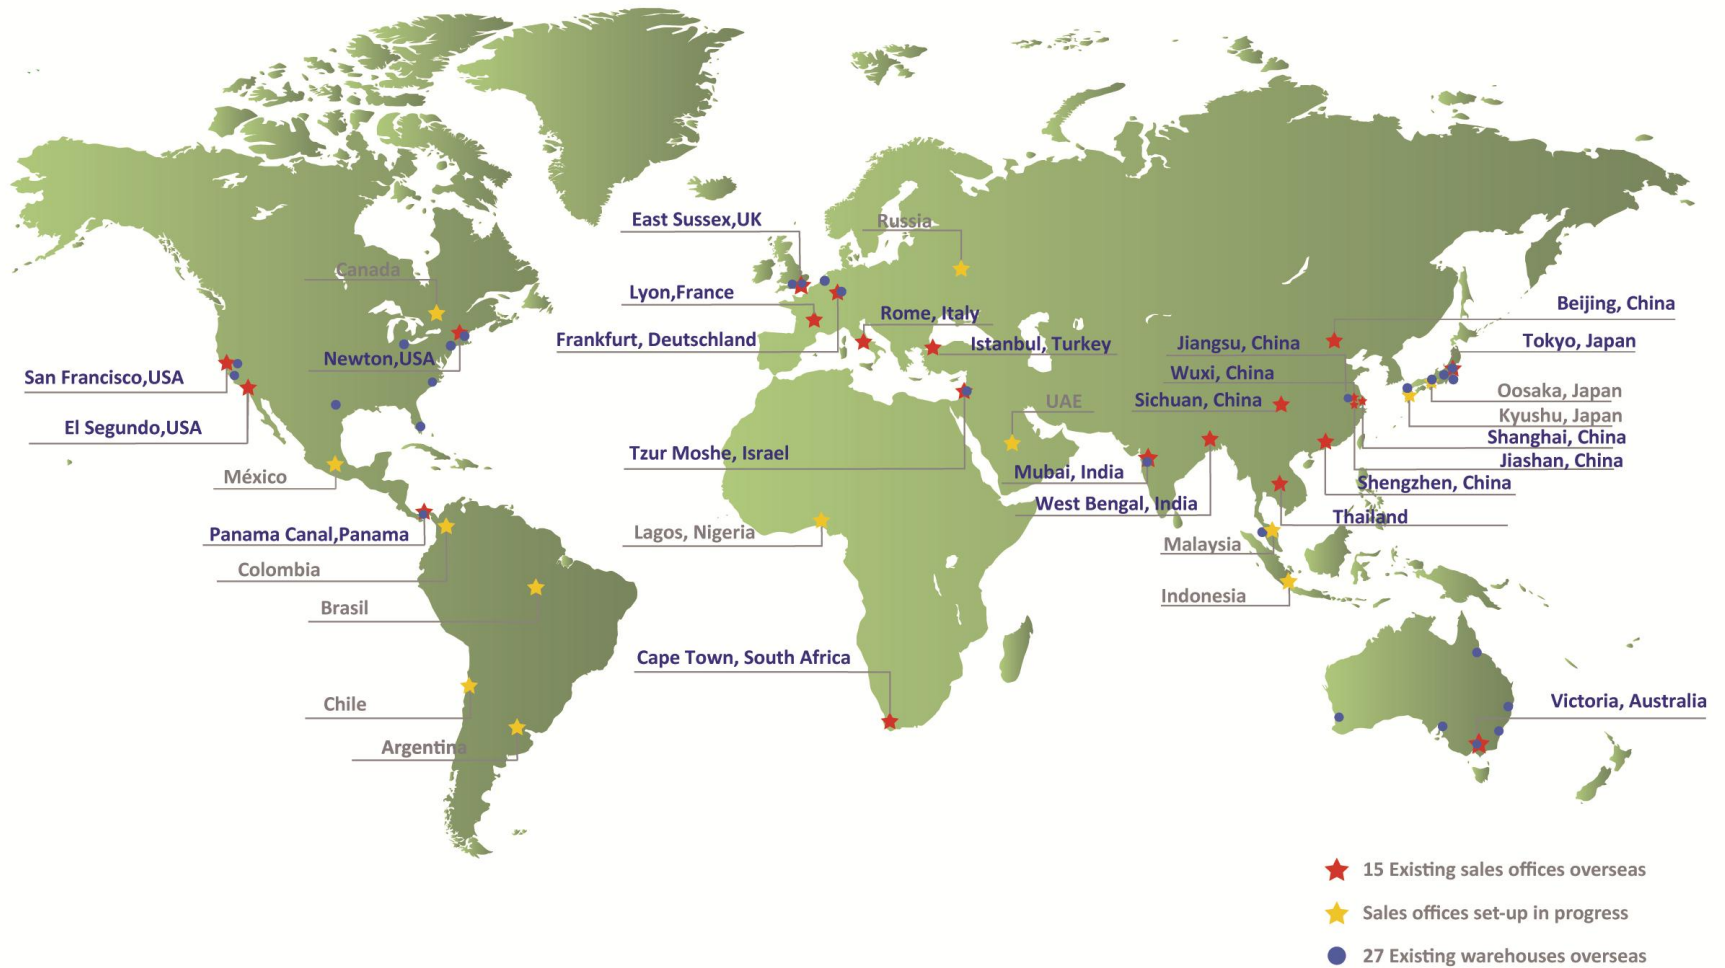 East Sussex,UK
Russia
Canada
Lyon,France
Beijing, China
Rome, Italy
Frankfurt, Deutschland
Istanbul, Turkey
Jiangsu, China
Tokyo, Japan
Newton,USA
San Francisco,USA
Wuxi, China
Oosaka, Japan
Sichuan, China
UAE
Kyushu, Japan
El Segundo,USA
Shanghai, China
Tzur Moshe, Israel
Jiashan, China
México
Mubai, India
Shengzhen, China
West Bengal, India
Thailand
Panama Canal,Panama
Lagos, Nigeria
Malaysia
Colombia
Indonesia
Brasil
Cape Town, South Africa
Chile
Victoria, Australia
Argentina
15 Existing sales offices overseas
Sales offices set-up in progress
27 Existing warehouses overseas